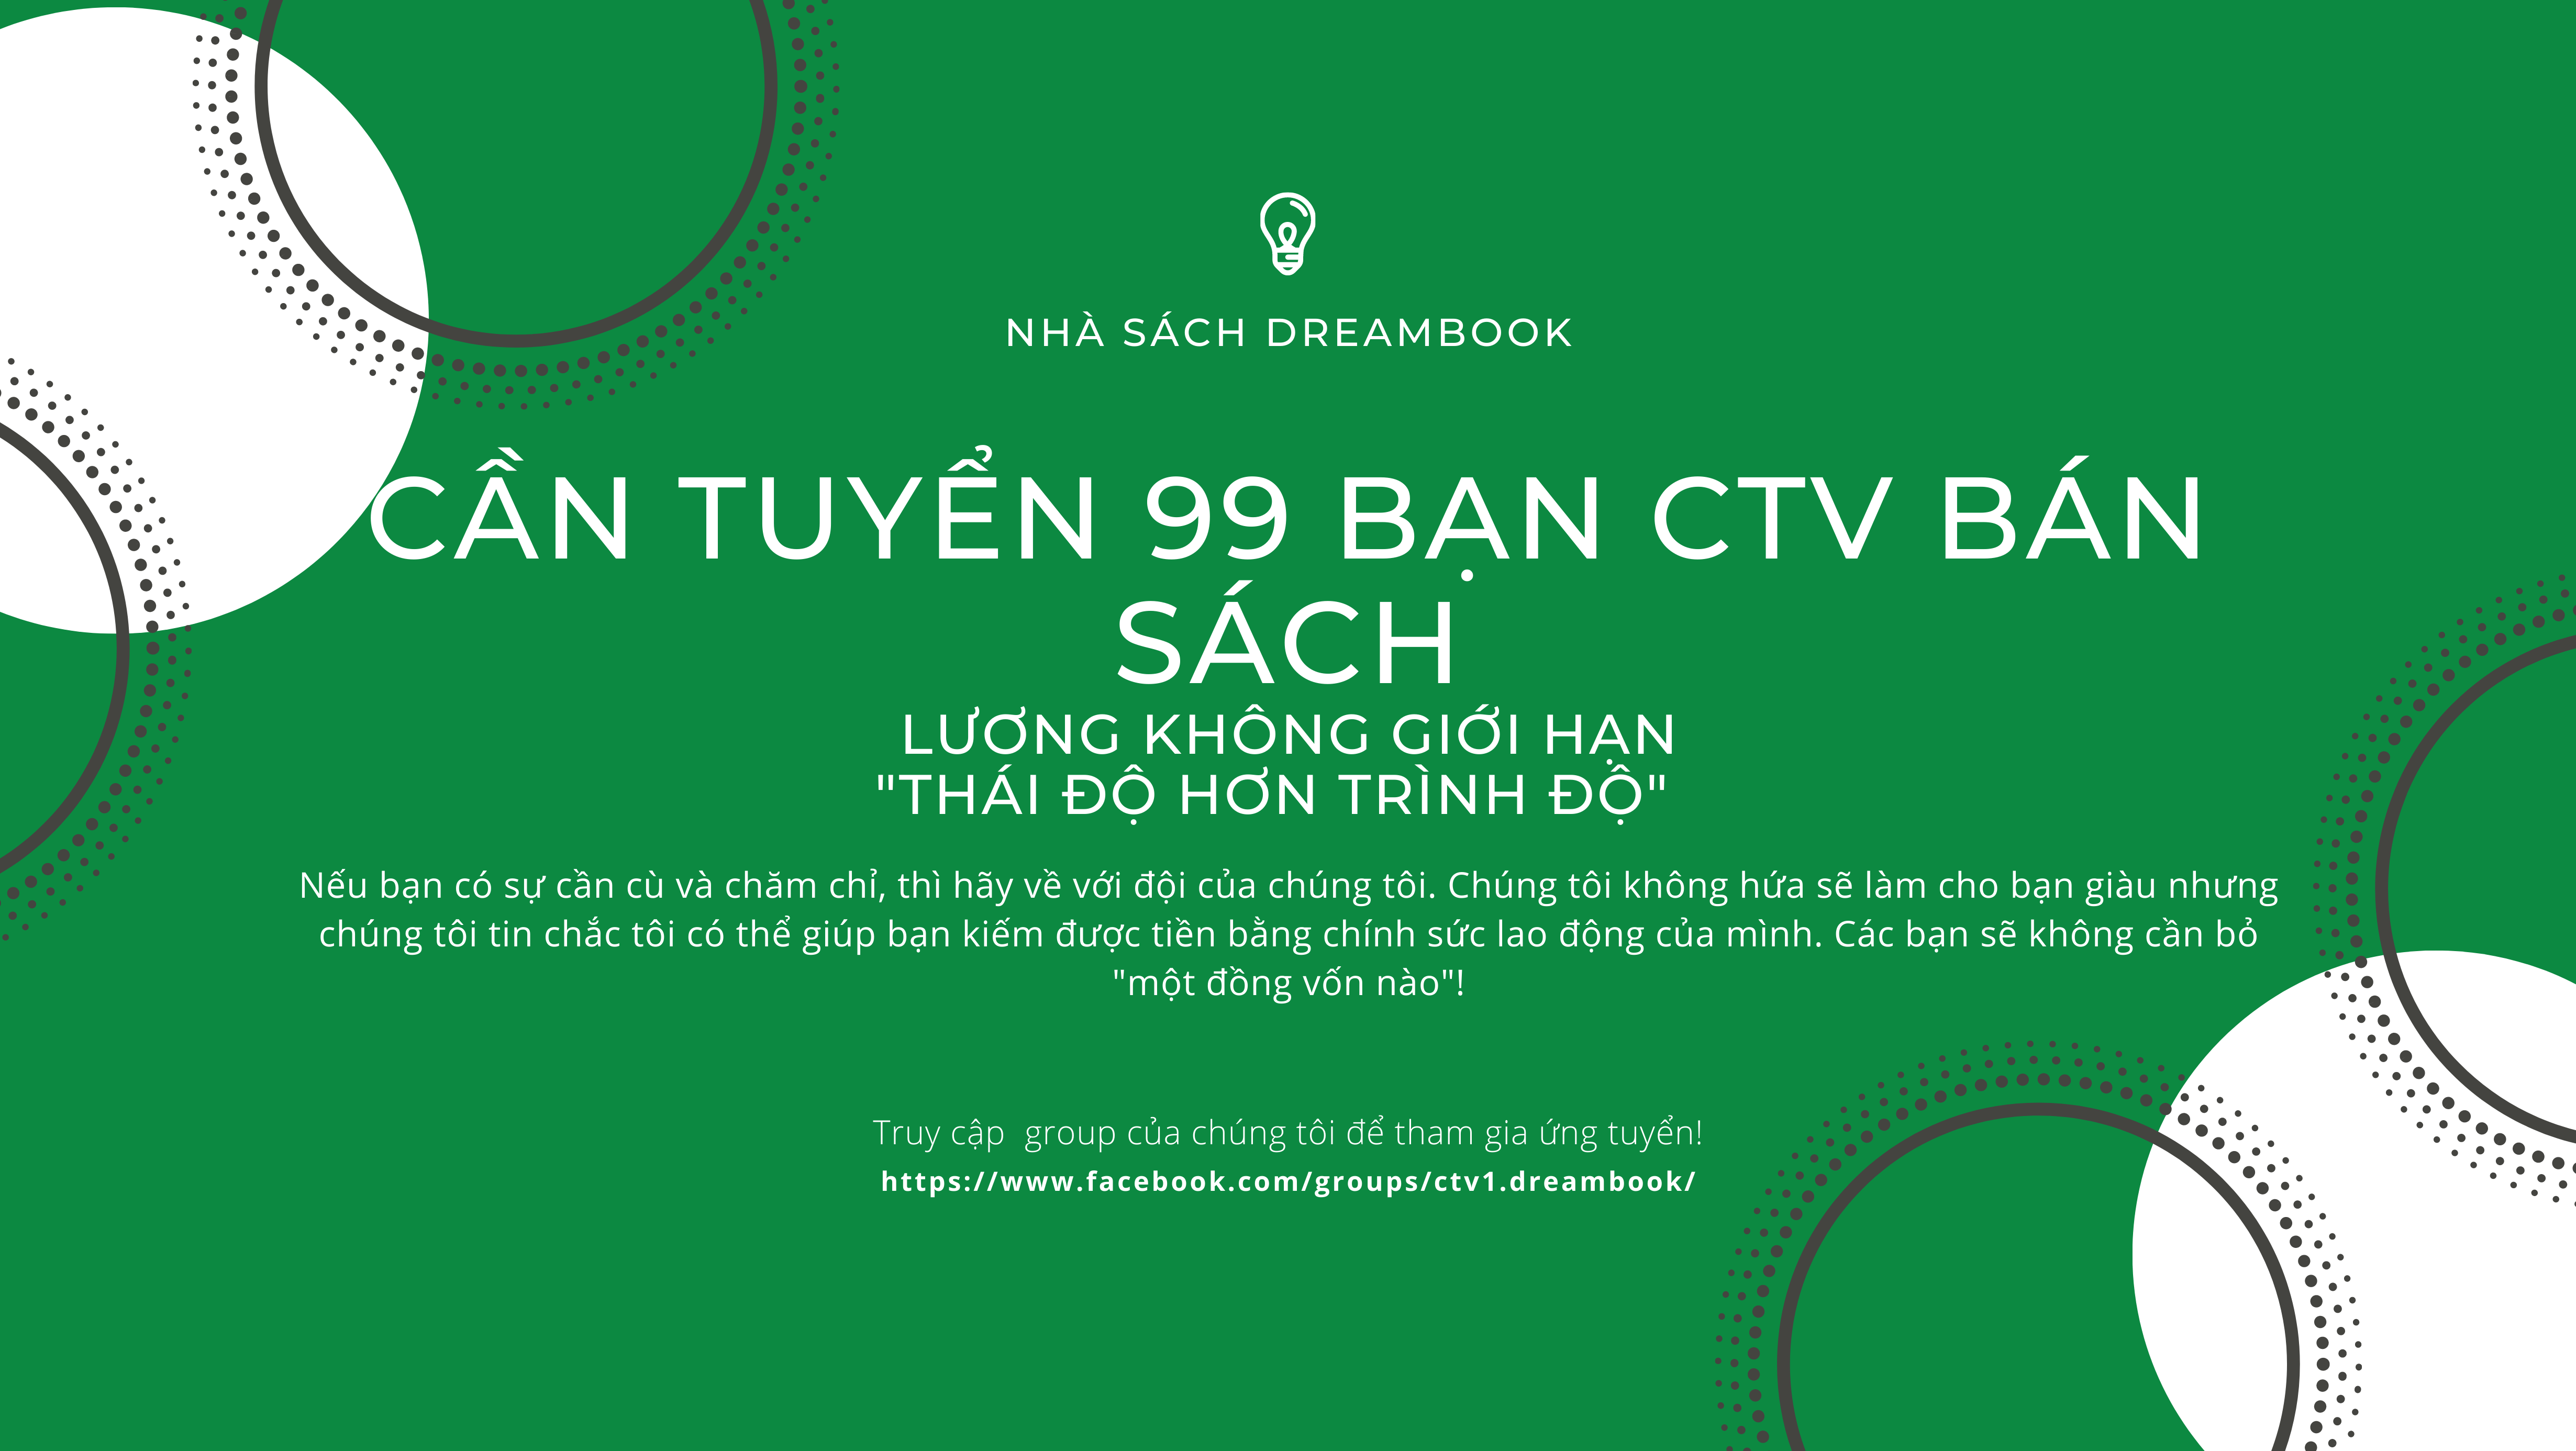 NHÀ SÁCH DREAMBOOK
CẦN TUYỂN 99 BẠN CTV BÁN
SÁCH
LƯƠNG KHÔNG GIỚI HẠN
"THÁI ĐỘ HƠN TRÌNH ĐỘ"
Nếu bạn có sự cần cù và chăm chỉ, thì hãy về với đội của chúng tôi. Chúng tôi không hứa sẽ làm cho bạn giàu nhưng
chúng tôi tin chắc tôi có thể giúp bạn kiếm được tiền bằng chính sức lao động của mình. Các bạn sẽ không cần bỏ
"một đồng vốn nào"!
Truy cập  group của chúng tôi để tham gia ứng tuyển!
https://www.facebook.com/groups/ctv1.dreambook/